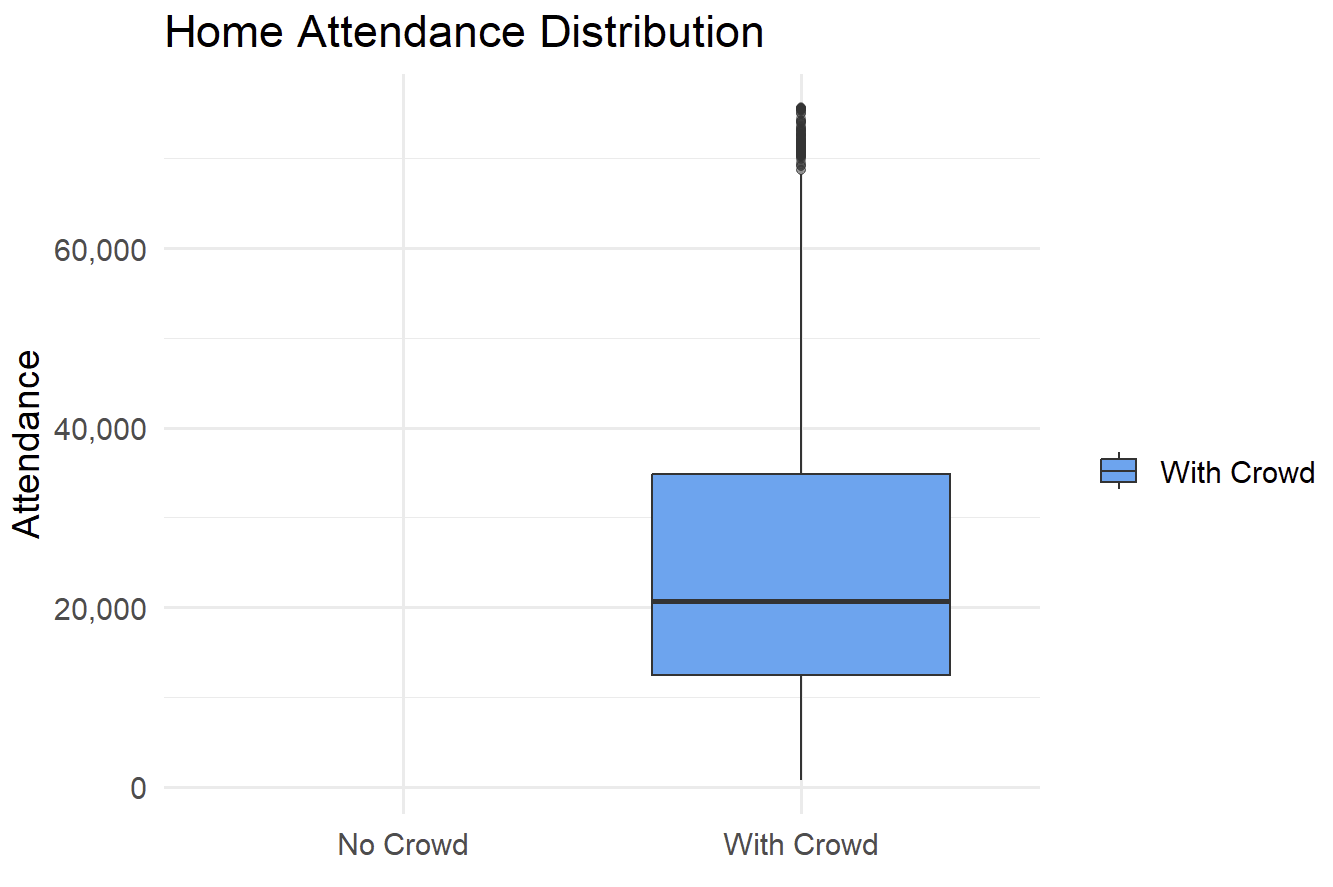 Home Attendance Distribution
Attendance
60,000
40,000
20,000
0
No Crowd
With Crowd
With Crowd